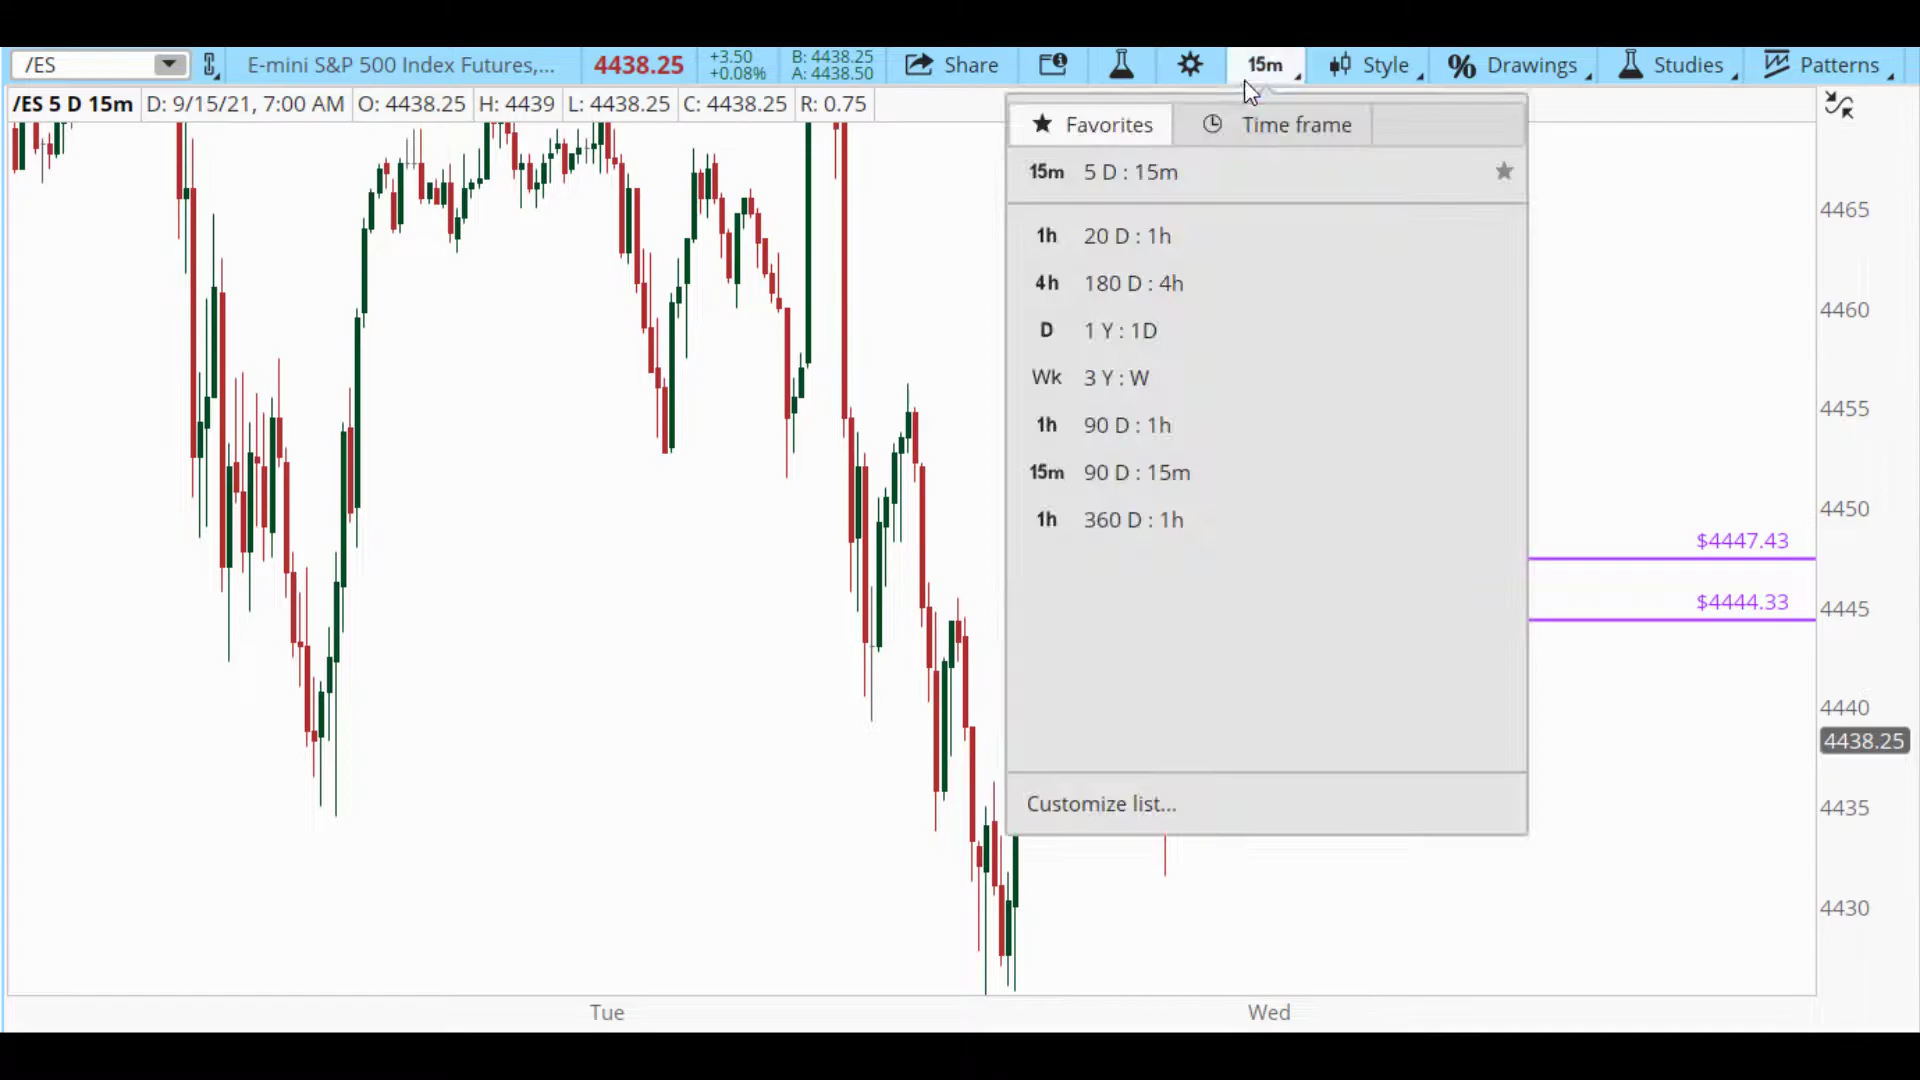 /ES
E-mini S&P 500 Index Futures,...
4438.25
+3.50
+0.08%
B: 4438.25
A: 4438.50
Share
15m
Style
Drawings
Studies
Patterns
/ES 5 D 15m
D: 9/15/21, 7:00 AM
O: 4438.25
H: 4439
L: 4438.25
C: 4438.25
R: 0.75
Favorites
Time frame
15m 5 D : 15m
1h 20 D : 1h
4h 180 D : 4h
D 1 Y : 1D
Wk 3 Y : W
1h 90 D : 1h
15m 90 D : 15m
1h 360 D : 1h
Customize list...
$4447.43
$4444.33
4465
4460
4455
4450
4445
4440
4438.25
4435
4430
Tue
Wed